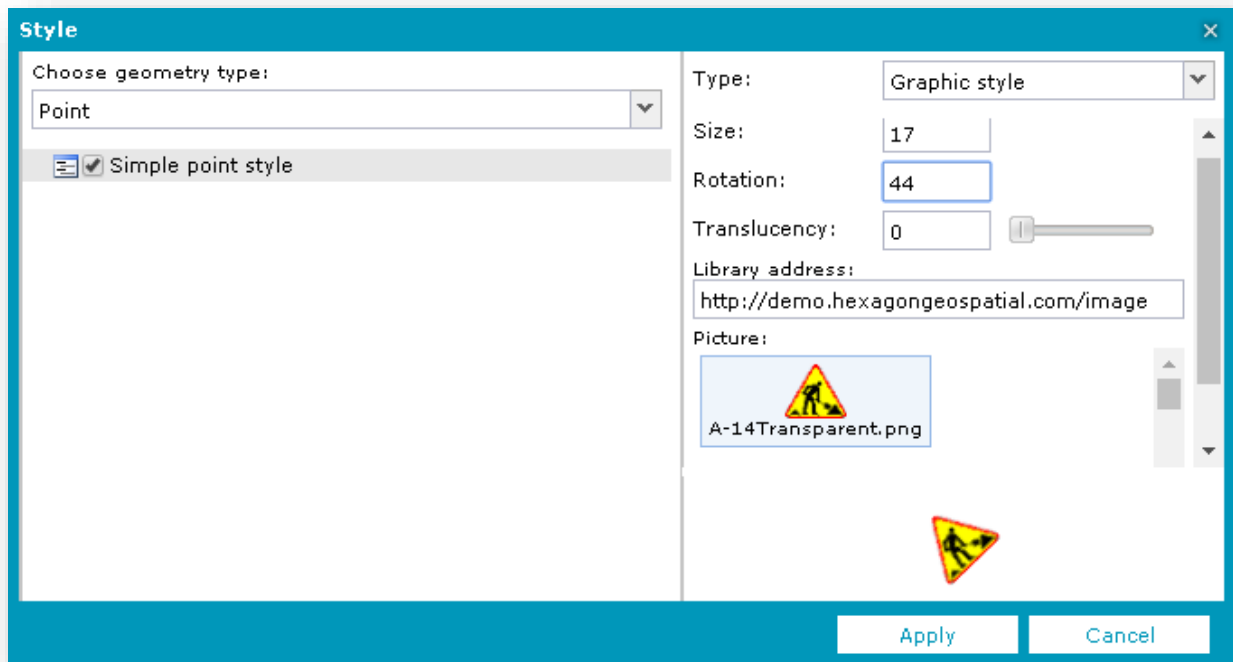 Style
Choose geometry type:
Point
Simple point style
Type: Graphic style
Size: 17
Rotation: 44
Translucency: 0
Library address:
http://demo.hexagongeospatial.com/image
Picture:
A-14Transparent.png
Apply Cancel